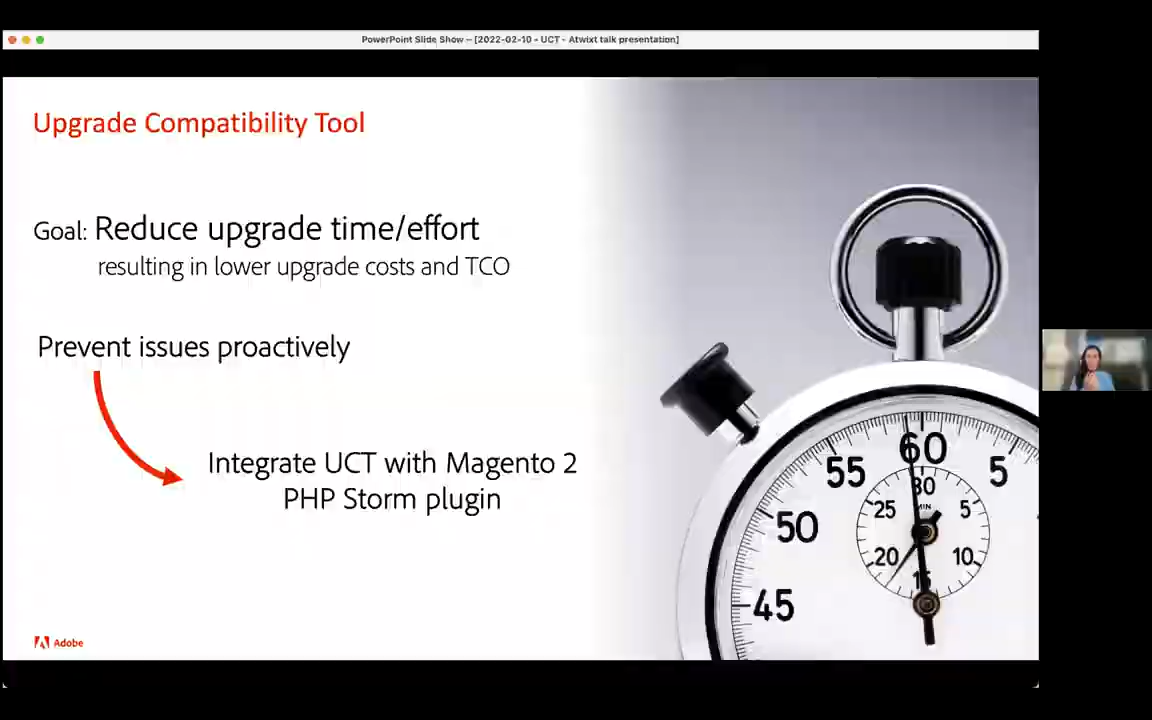 PowerPoint Slide Show – [2022-02-10 - UCT - Atwixt talk presentation]
Upgrade Compatibility Tool
Goal: Reduce upgrade time/effort
resulting in lower upgrade costs and TCO
Prevent issues proactively
Integrate UCT with Magento 2
PHP Storm plugin
Adobe
60
55
5
50
45
30
25
5
MIN
20
10
15